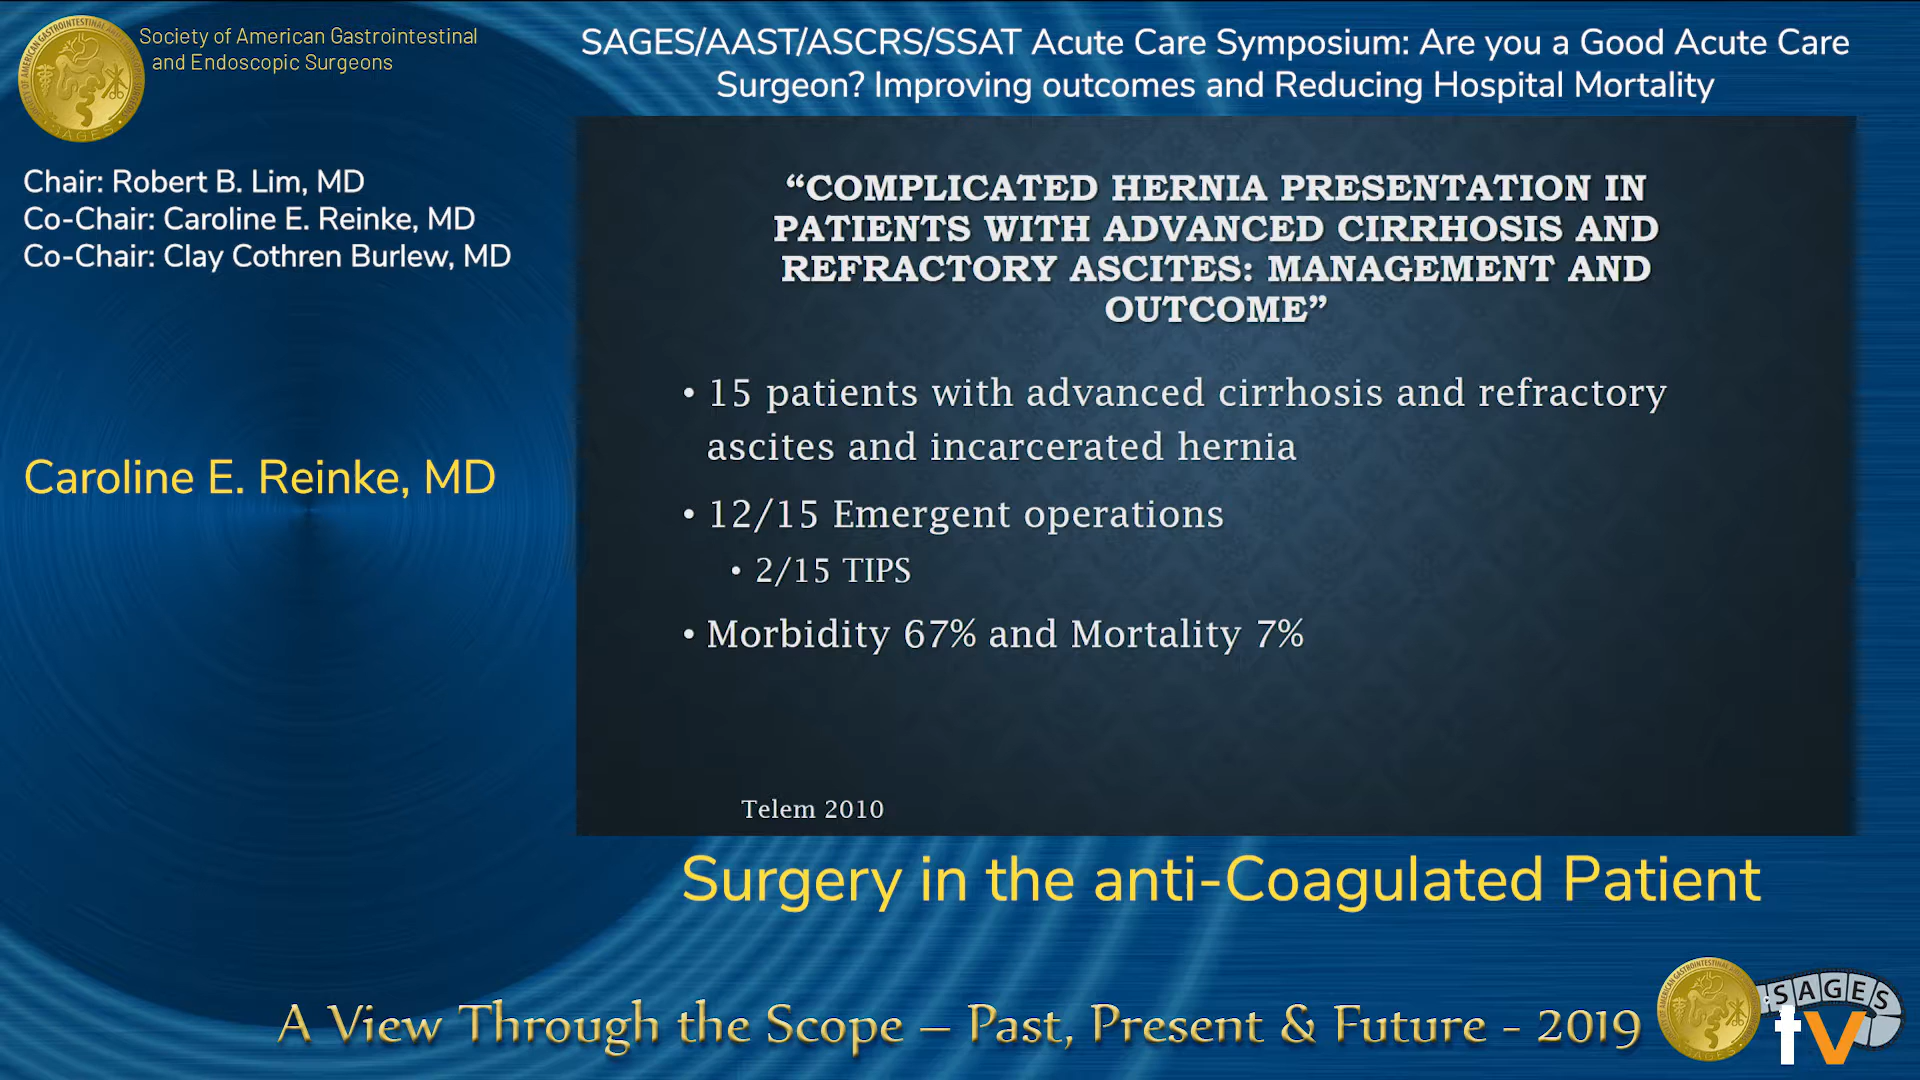 Society of American Gastrointestinal
and Endoscopic Surgeons
SAGES/AAST/ASCRS/SSAT Acute Care Symposium: Are you a Good Acute Care
Surgeon? Improving outcomes and Reducing Hospital Mortality
Chair: Robert B. Lim, MD
Co-Chair: Caroline E. Reinke, MD
Co-Chair: Clay Cothren Burlew, MD
Caroline E. Reinke, MD
“COMPLICATED HERNIA PRESENTATION IN
PATIENTS WITH ADVANCED CIRRHOSIS AND
REFRACTORY ASCITES: MANAGEMENT AND
OUTCOME”
• 15 patients with advanced cirrhosis and refractory
ascites and incarcerated hernia
• 12/15 Emergent operations
• 2/15 TIPS
• Morbidity 67% and Mortality 7%
Telem 2010
Surgery in the anti-Coagulated Patient
A View Through the Scope – Past, Present & Future - 2019
SAGES
tv